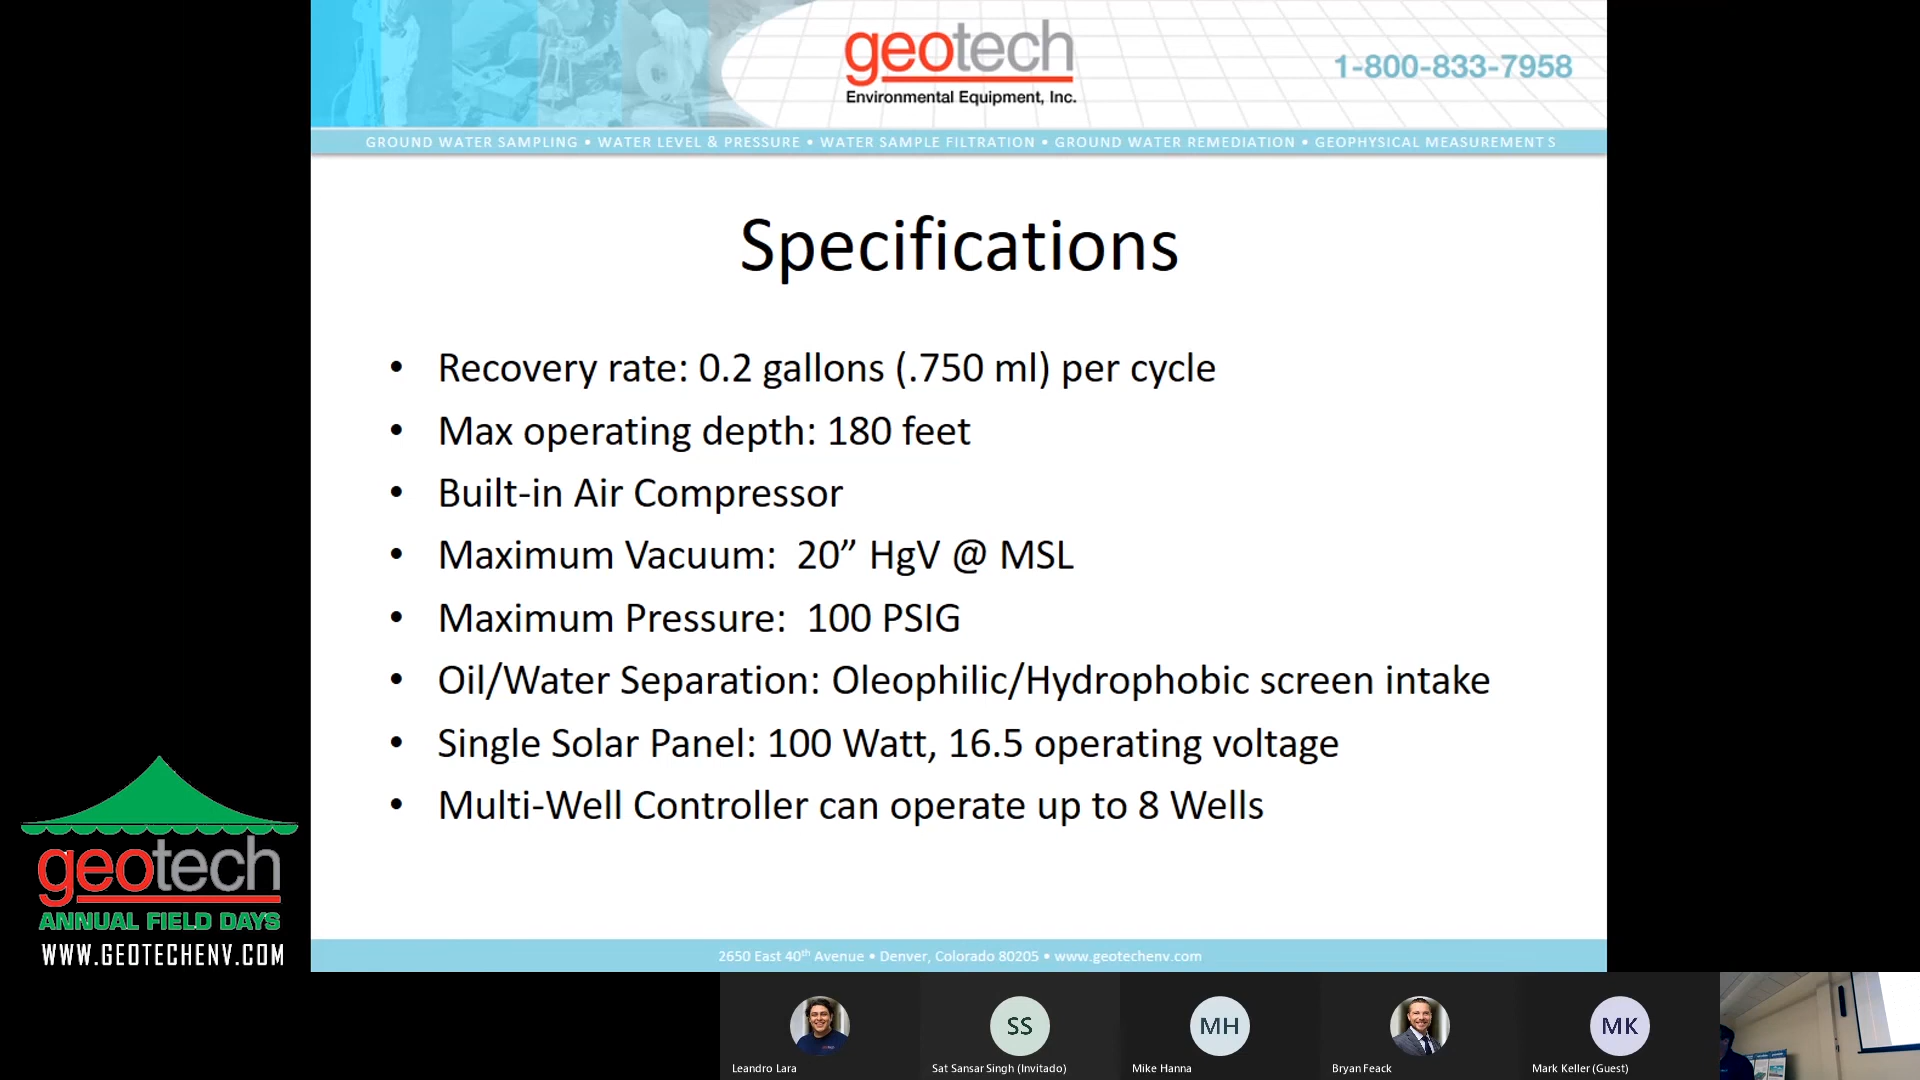 geotech
Environmental Equipment, Inc.
1-800-833-7958
GROUND WATER SAMPLING • WATER LEVEL & PRESSURE • WATER SAMPLE FILTRATION • GROUND WATER REMEDIATION • GEOPHYSICAL MEASUREMENTS
Specifications
• Recovery rate: 0.2 gallons (.750 ml) per cycle
• Max operating depth: 180 feet
• Built-in Air Compressor
• Maximum Vacuum:  20” HgV @ MSL
• Maximum Pressure:  100 PSIG
• Oil/Water Separation: Oleophilic/Hydrophobic screen intake
• Single Solar Panel: 100 Watt, 16.5 operating voltage
• Multi-Well Controller can operate up to 8 Wells
geotech
ANNUAL FIELD DAYS
WWW.GEOTECHENV.COM
2650 East 40th Avenue • Denver, Colorado 80205 • www.geotechenv.com
SS
MH
MK
Leandro Lara
Sat Sansar Singh (Invitado)
Mike Hanna
Bryan Feack
Mark Keller (Guest)